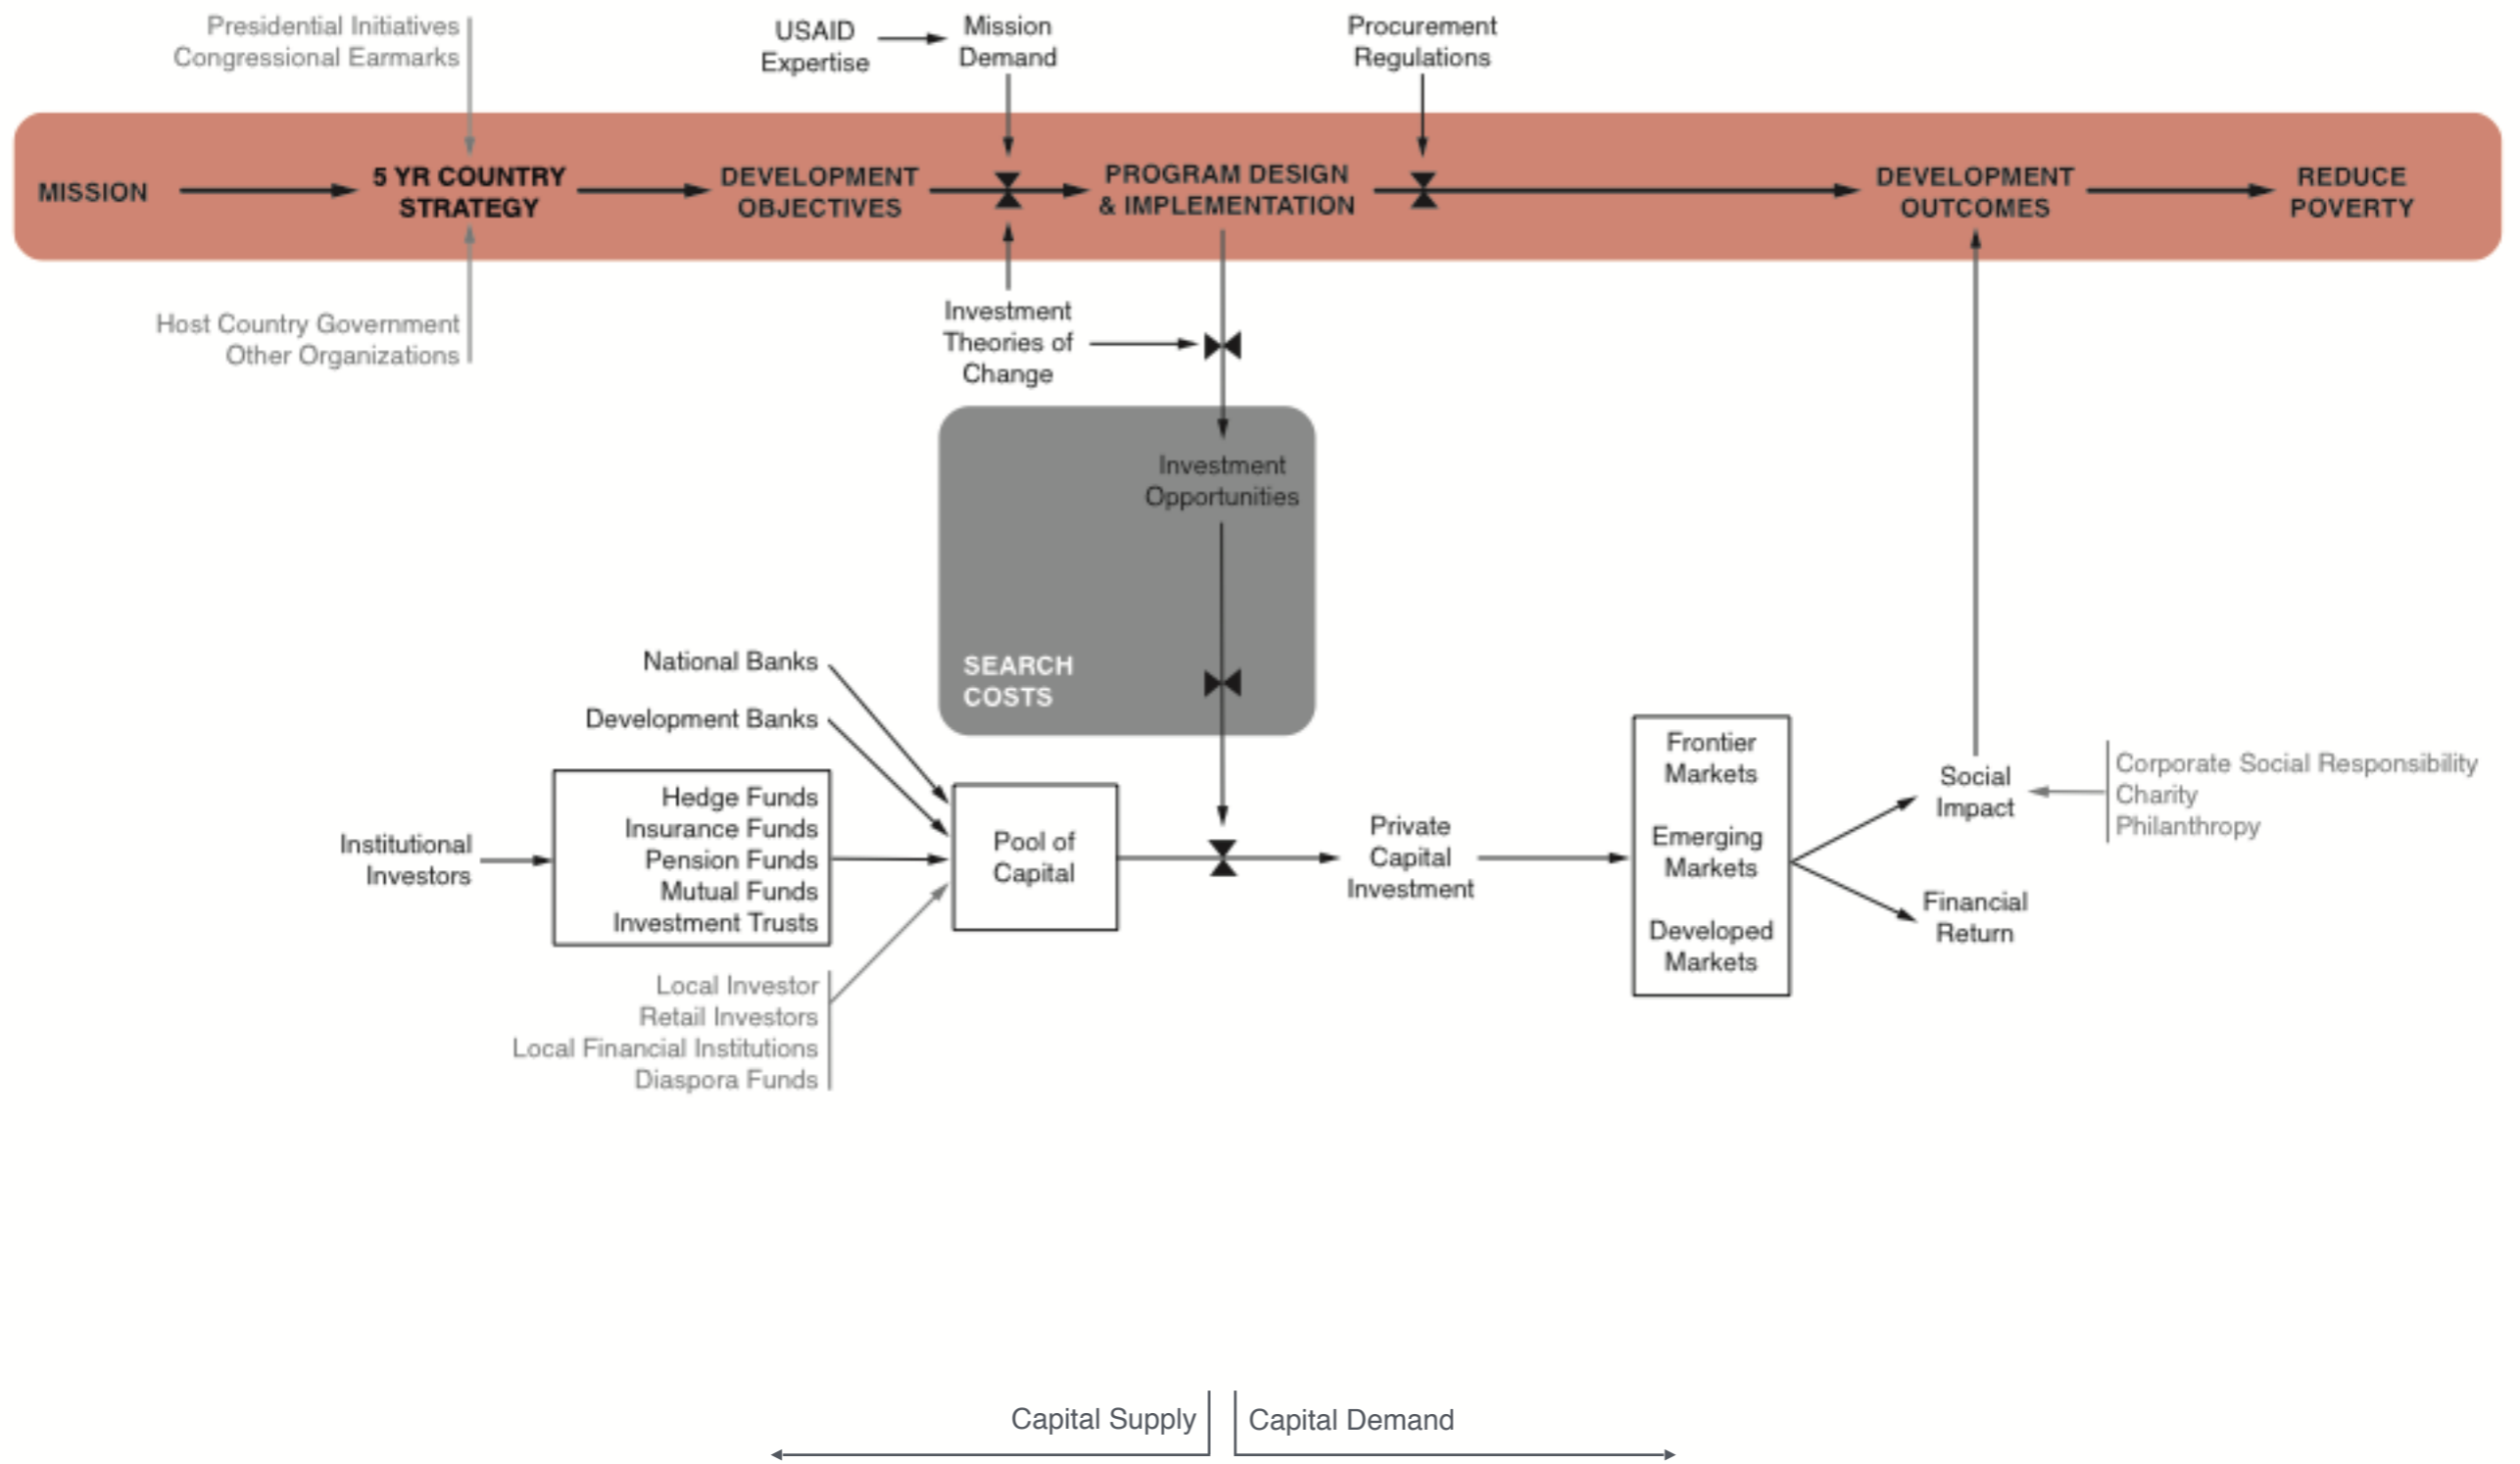 Presidential Initiatives
Congressional Earmarks
USAID
Expertise
Mission
Demand
Procurement
Regulations
MISSION
5 YR COUNTRY
STRATEGY
DEVELOPMENT
OBJECTIVES
PROGRAM DESIGN
& IMPLEMENTATION
DEVELOPMENT
OUTCOMES
REDUCE
POVERTY
Host Country Government
Other Organizations
Investment
Theories of
Change
Investment
Opportunities
SEARCH
COSTS
National Banks
Development Banks
Institutional
Investors
Hedge Funds
Insurance Funds
Pension Funds
Mutual Funds
Investment Trusts
Local Investor
Retail Investors
Local Financial Institutions
Diaspora Funds
Pool of
Capital
Private
Capital
Investment
Frontier
Markets
Emerging
Markets
Developed
Markets
Social
Impact
Financial
Return
Corporate Social Responsibility
Charity
Philanthropy
Capital Supply
Capital Demand